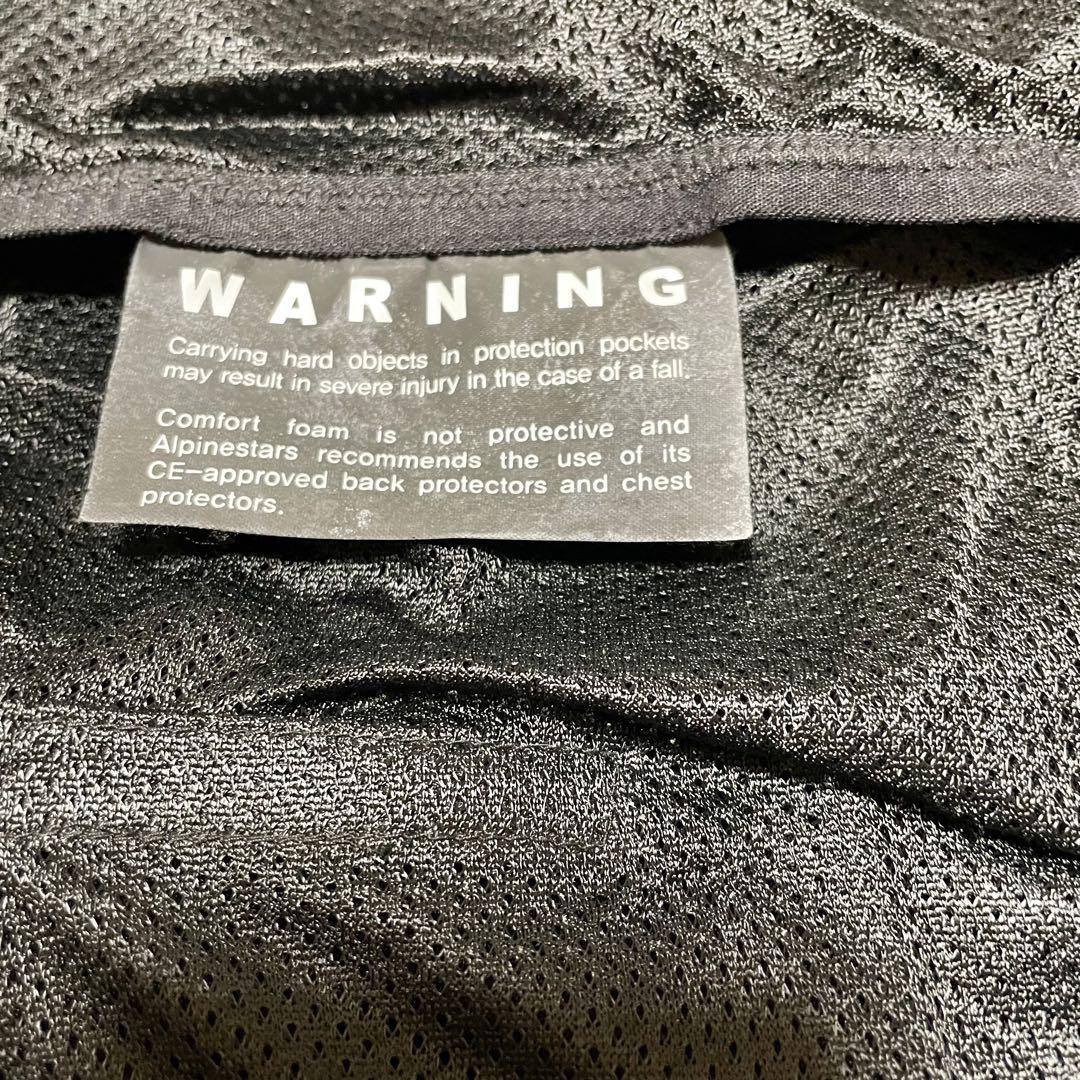 WARNING
Carrying hard objects in protection pockets
may result in severe injury in the case of a fall.
Comfort foam is not protective and
Alpinestars recommends the use of its
CE-approved back protectors and chest
protectors.